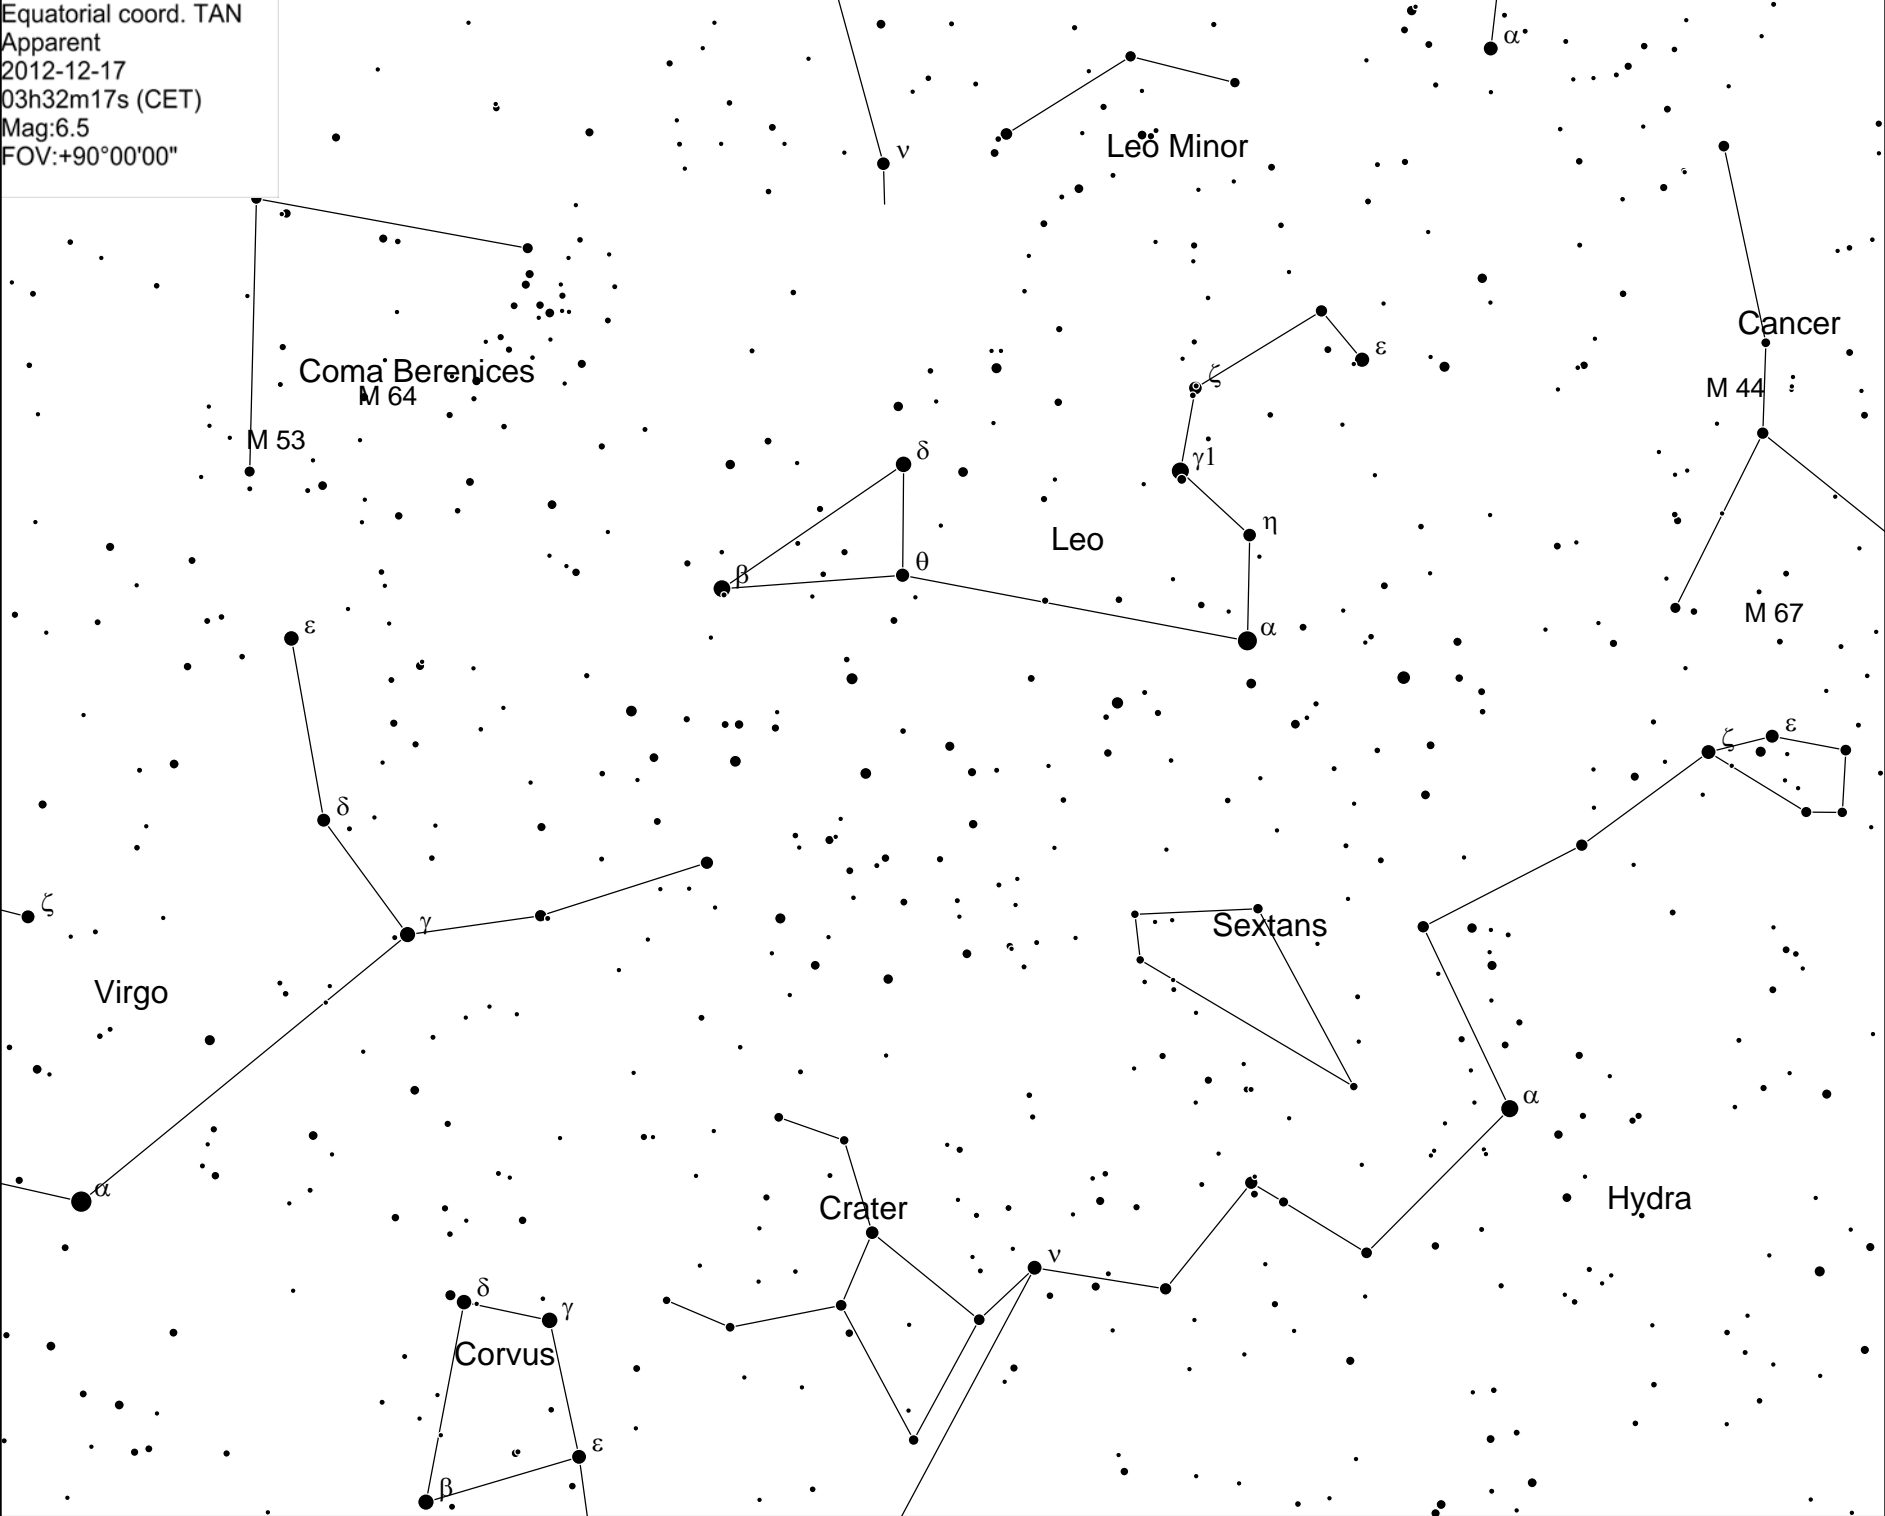 Equatorial coord. TAN
Apparent
2012-12-17
03h32m17s (CET)
Mag:6.5
FOV:+90°00'00"
α
ν
Leo Minor
Cancer
ε
Coma Berenices
ζ
M 44
M 64
M 53
δ
γ1
η
Leo
θ
β
M 67
α
ε
ε
ζ
δ
ζ
γ
Sextans
Virgo
α
α
Hydra
Crater
ν
δ
γ
Corvus
ε
β